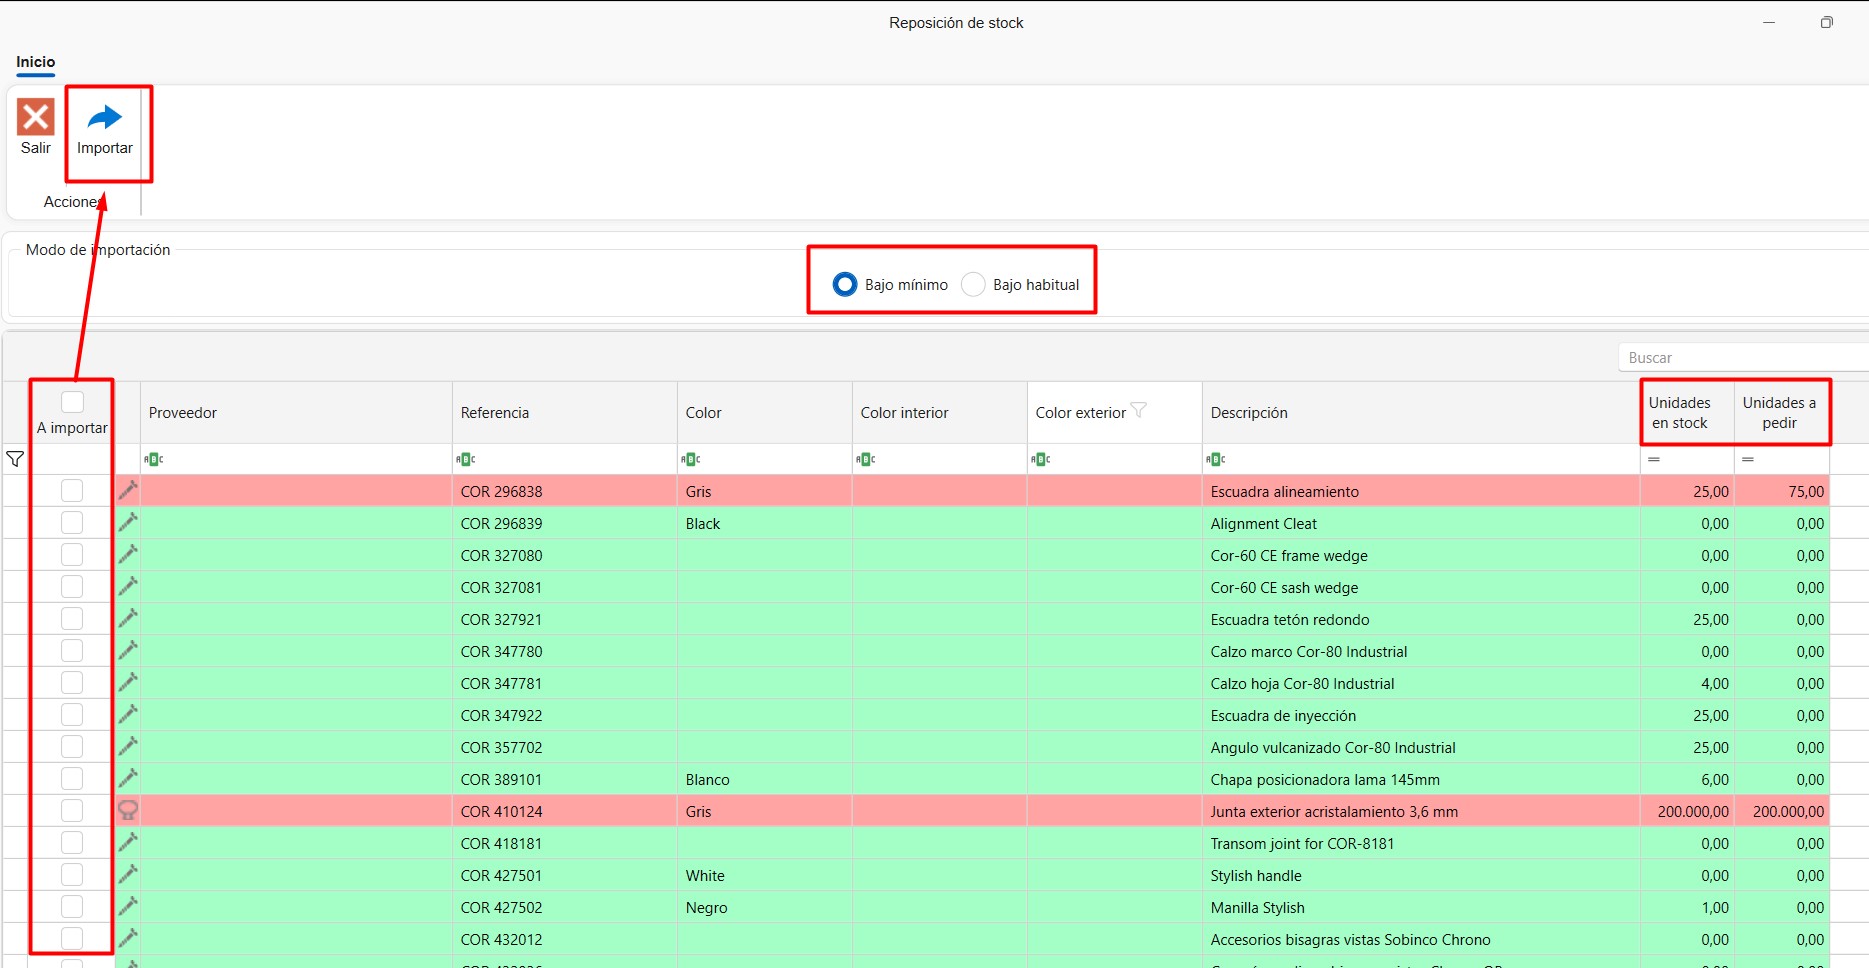 Reposición de stock
Inicio
Salir
Importar
Acciones
Modo de importación
Bajo mínimo
Bajo habitual
Buscar
A importar
Proveedor
Referencia
Color
Color interior
Color exterior
Descripción
Unidades en stock
Unidades a pedir
COR 296838 Gris Escuadra alineamiento 25,00 75,00
COR 296839 Black Alignment Cleat 0,00 0,00
COR 327080 Cor-60 CE frame wedge 0,00 0,00
COR 327081 Cor-60 CE sash wedge 0,00 0,00
COR 327921 Escuadra tetón redondo 25,00 0,00
COR 347780 Calzo marco Cor-80 Industrial 0,00 0,00
COR 347781 Calzo hoja Cor-80 Industrial 4,00 0,00
COR 347922 Escuadra de inyección 25,00 0,00
COR 357702 Angulo vulcanizado Cor-80 Industrial 25,00 0,00
COR 389101 Blanco Chapa posicionadora lama 145mm 6,00 0,00
COR 410124 Gris Junta exterior acristalamiento 3,6 mm 200.000,00 200.000,00
COR 418181 Transom joint for COR-8181 0,00 0,00
COR 427501 White Stylish handle 0,00 0,00
COR 427502 Negro Manilla Stylish 1,00 0,00
COR 432012 Accesorios bisagras vistas Sobinco Chrono 0,00 0,00